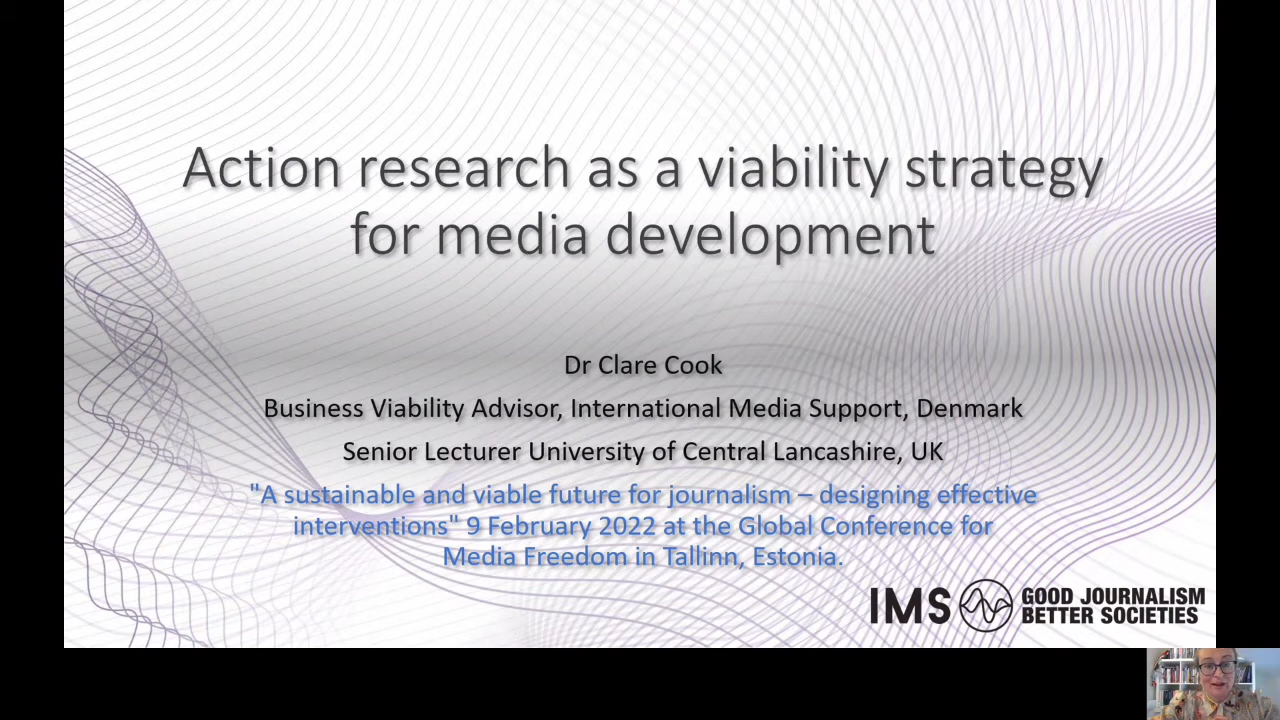 Action research as a viability strategy
for media development
Dr Clare Cook
Business Viability Advisor, International Media Support, Denmark
Senior Lecturer University of Central Lancashire, UK
"A sustainable and viable future for journalism – designing effective
interventions" 9 February 2022 at the Global Conference for
Media Freedom in Tallinn, Estonia.
IMS
GOOD JOURNALISM
BETTER SOCIETIES